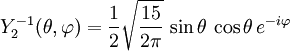 Y_2^{-1}(\theta,\varphi) = \frac{1}{2}\sqrt{\frac{15}{2\pi}} \, \sin\theta \, \cos\theta \, e^{-i\varphi}